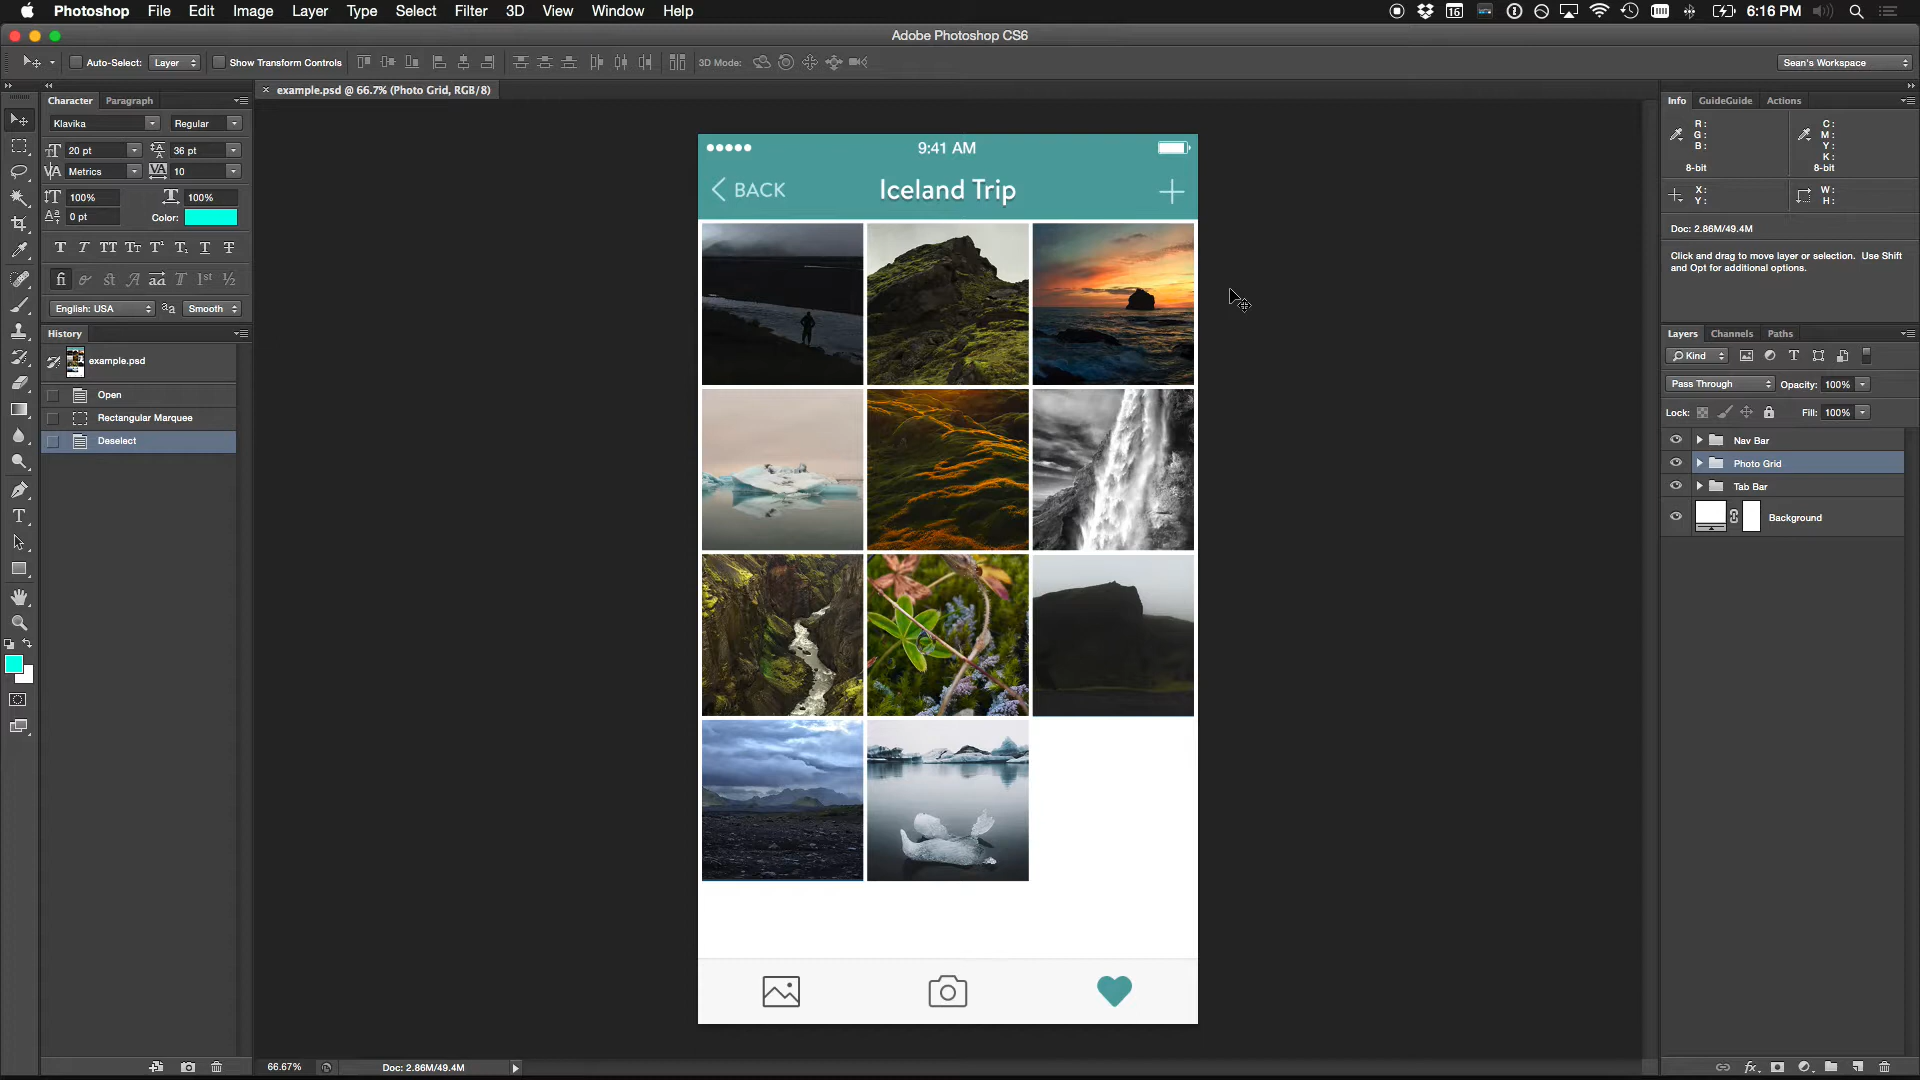 Photoshop File Edit Image Layer Type Select Filter 3D View Window Help
16
6:16 PM
Adobe Photoshop CS6
Auto-Select: Layer Show Transform Controls 3D Mode: Sean's Workspace
× example.psd @ 66.7% (Photo Grid, RGB/8)
Character Paragraph
Klavika Regular
20 pt 36 pt
Metrics 10
100% 100%
0 pt Color:
English: USA Smooth
History
example.psd
Open
Rectangular Marquee
Deselect
9:41 AM
BACK Iceland Trip
Info GuideGuide Actions
R: C:
G: M:
B: Y:
K:
8-bit 8-bit
X: W:
Y: H:
Doc: 2.86M/49.4M
Click and drag to move layer or selection. Use Shift
and Opt for additional options.
Layers Channels Paths
Kind
Pass Through Opacity: 100%
Lock: Fill: 100%
Nav Bar
Photo Grid
Tab Bar
Background
66.67% Doc: 2.86M/49.4M